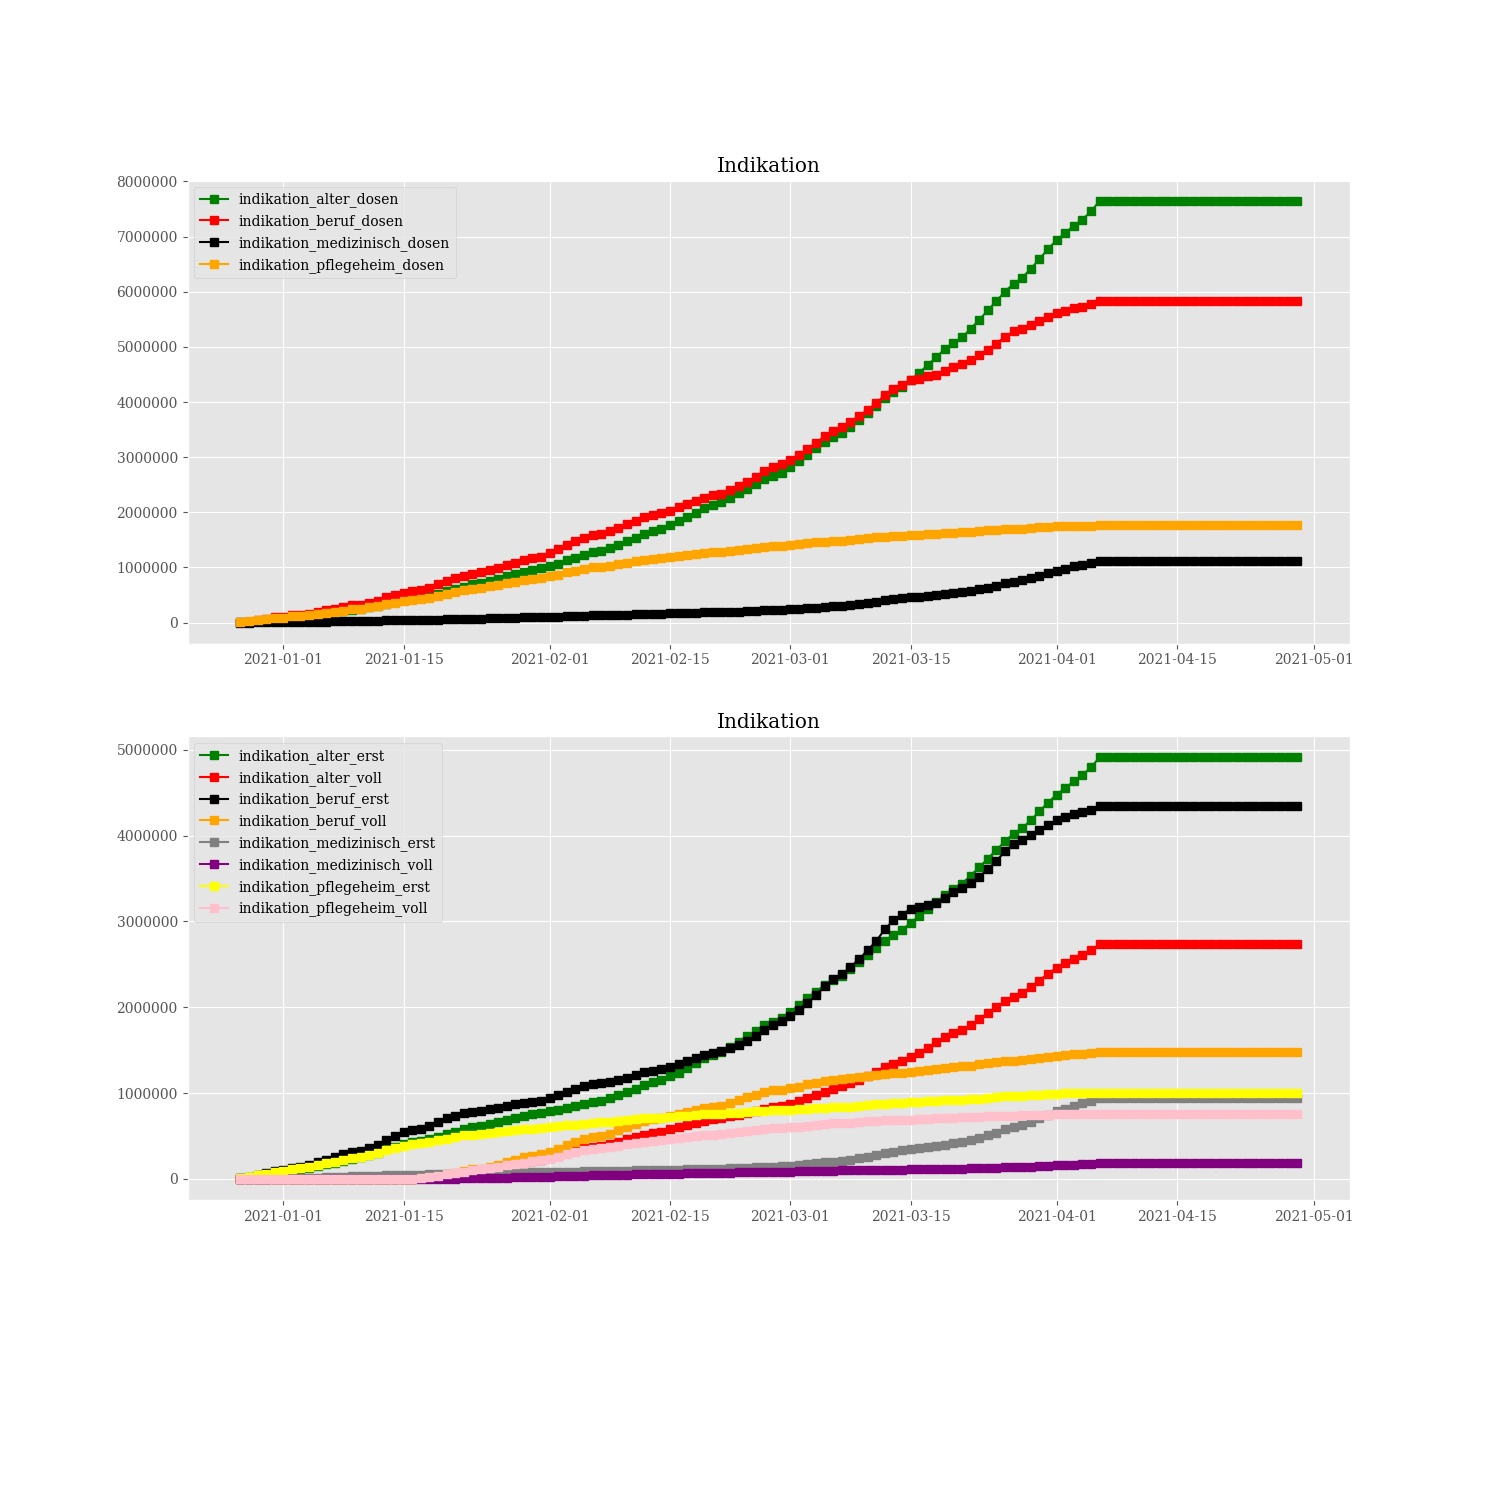 Indikation
8000000
7000000
6000000
5000000
4000000
3000000
2000000
1000000
0
indikation_alter_dosen
indikation_beruf_dosen
indikation_medizinisch_dosen
indikation_pflegeheim_dosen
2021-01-01 2021-01-15 2021-02-01 2021-02-15 2021-03-01 2021-03-15 2021-04-01 2021-04-15 2021-05-01
Indikation
5000000
4000000
3000000
2000000
1000000
0
indikation_alter_erst
indikation_alter_voll
indikation_beruf_erst
indikation_beruf_voll
indikation_medizinisch_erst
indikation_medizinisch_voll
indikation_pflegeheim_erst
indikation_pflegeheim_voll
2021-01-01 2021-01-15 2021-02-01 2021-02-15 2021-03-01 2021-03-15 2021-04-01 2021-04-15 2021-05-01